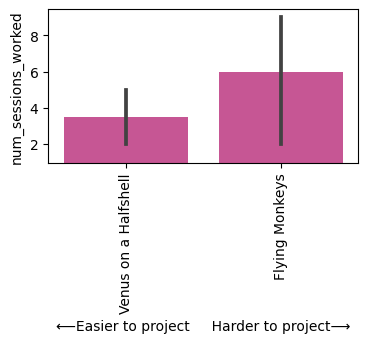 num_sessions_worked
8
6
4
2
Venus on a Halfshell
Flying Monkeys
⟵Easier to project Harder to project⟶